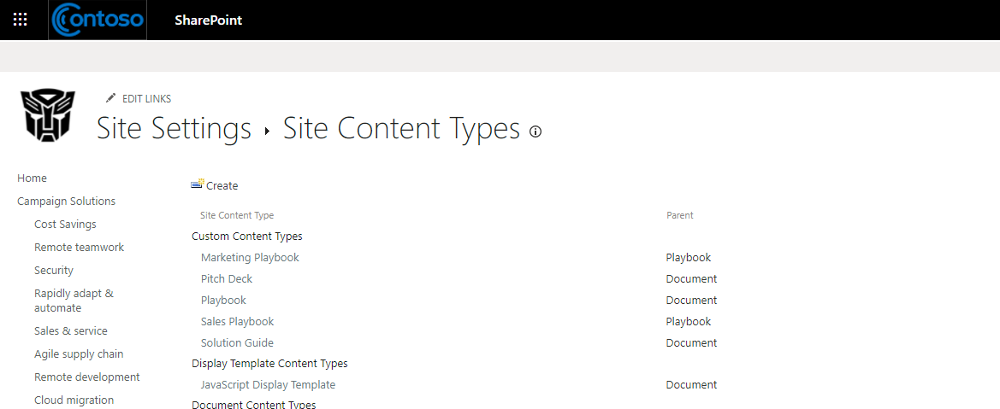 Contoso SharePoint
EDIT LINKS
Site Settings Site Content Types
Home
Campaign Solutions
Cost Savings
Remote teamwork
Security
Rapidly adapt &
automate
Sales & service
Agile supply chain
Remote development
Cloud migration
Create
Site Content Type Parent
Custom Content Types
Marketing Playbook Playbook
Pitch Deck Document
Playbook Document
Sales Playbook Playbook
Solution Guide Document
Display Template Content Types
JavaScript Display Template Document
Document Content Types